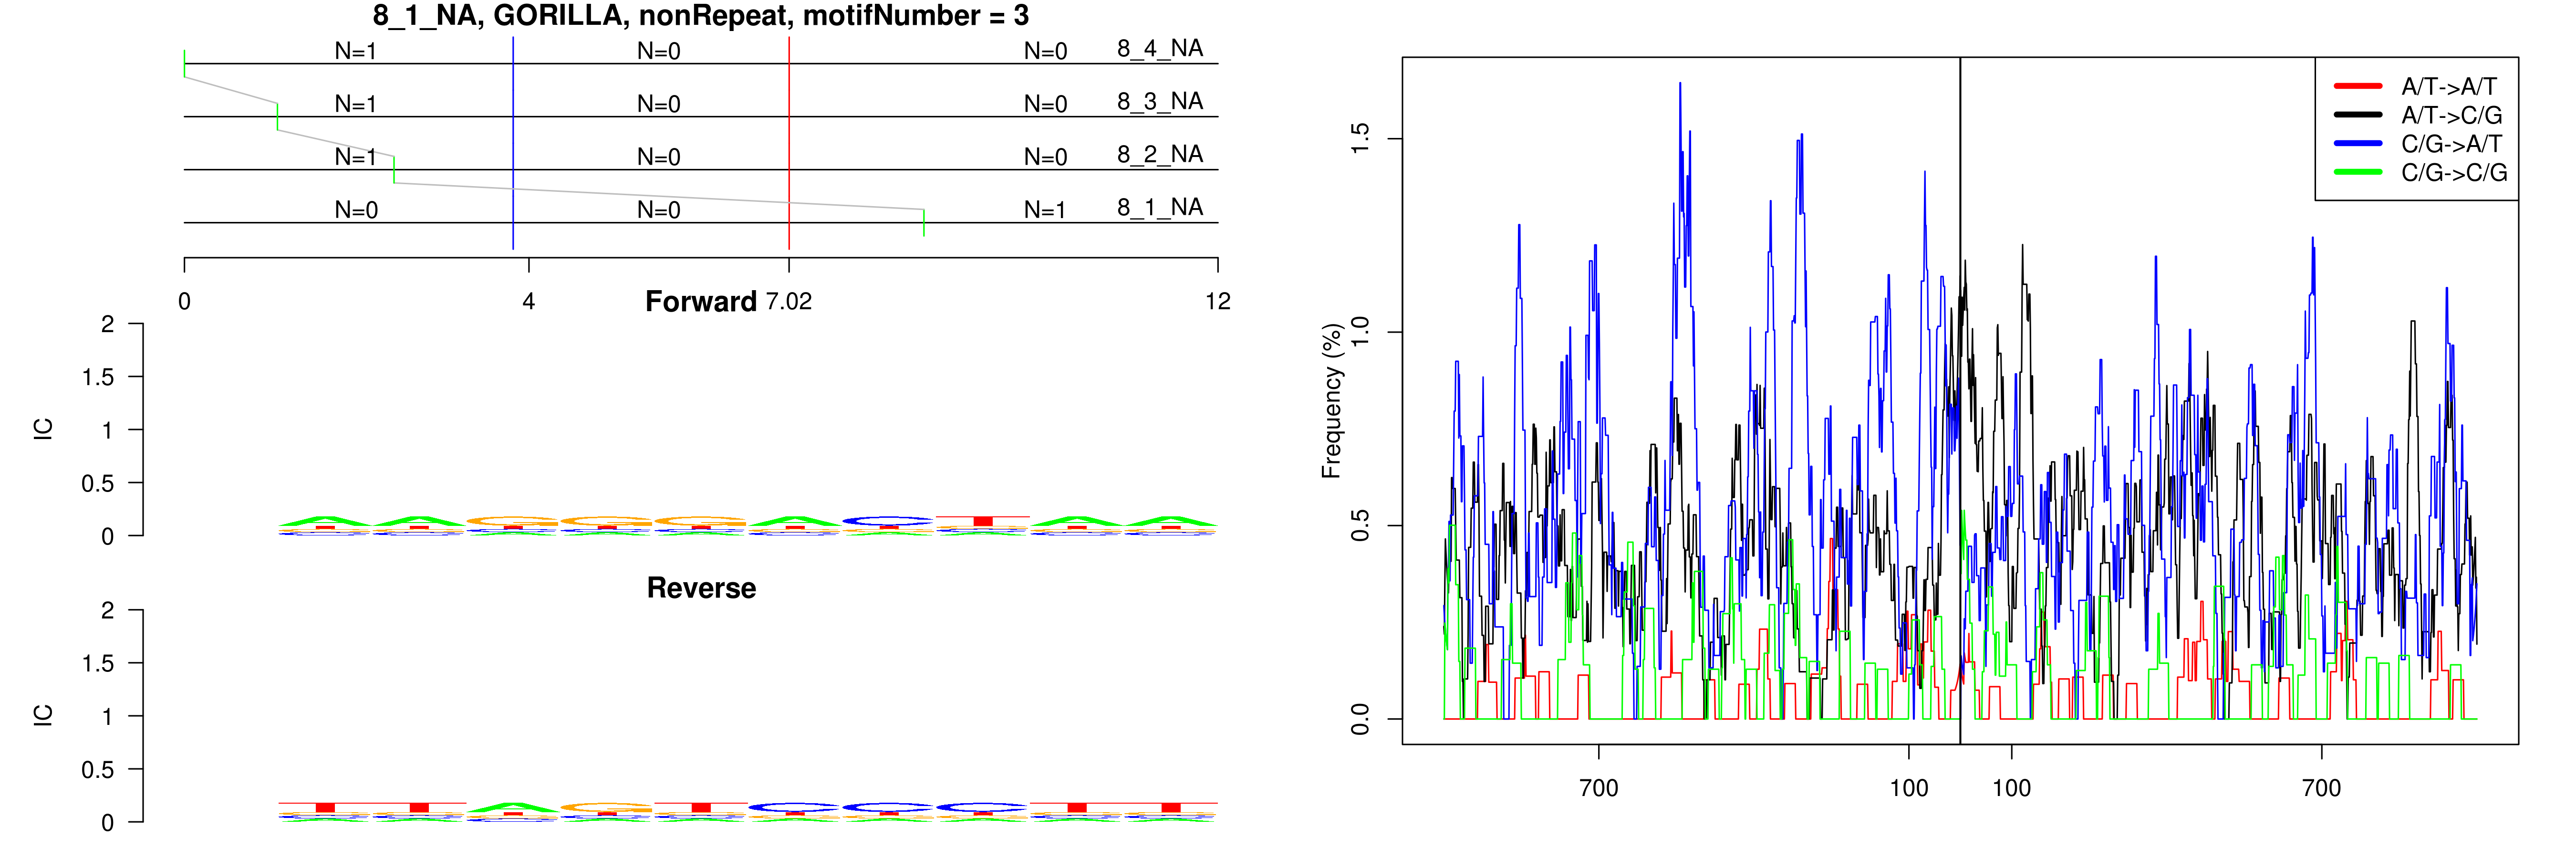 8_1_NA, GORILLA, nonRepeat, motifNumber = 3
N=1 N=0 N=0 8_4_NA
N=1 N=0 N=0 8_3_NA
N=1 N=0 N=0 8_2_NA
N=0 N=0 N=1 8_1_NA
0 4 7.02 12
Forward
IC
2
1.5
1
0.5
0
A A G G G A C T A A
Reverse
IC
2
1.5
1
0.5
0
T T A G T C C C T T
Frequency (%)
1.5
1.0
0.5
0.0
700 100 100 700
A/T->A/T
A/T->C/G
C/G->A/T
C/G->C/G